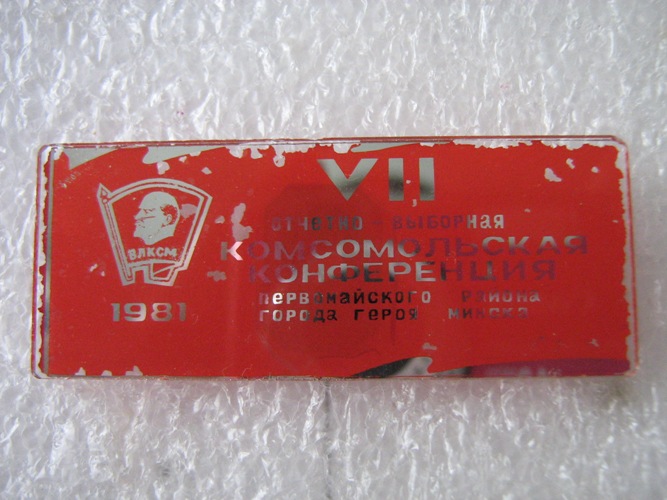 VII
ОТЧЕТНО-ВЫБОРНАЯ
КОМСОМОЛЬСКАЯ
КОНФЕРЕНЦИЯ
ПЕРВОМАЙСКОГО РАЙОНА
ГОРОДА ГЕРОЯ МИНСКА
ВЛКСМ
1981